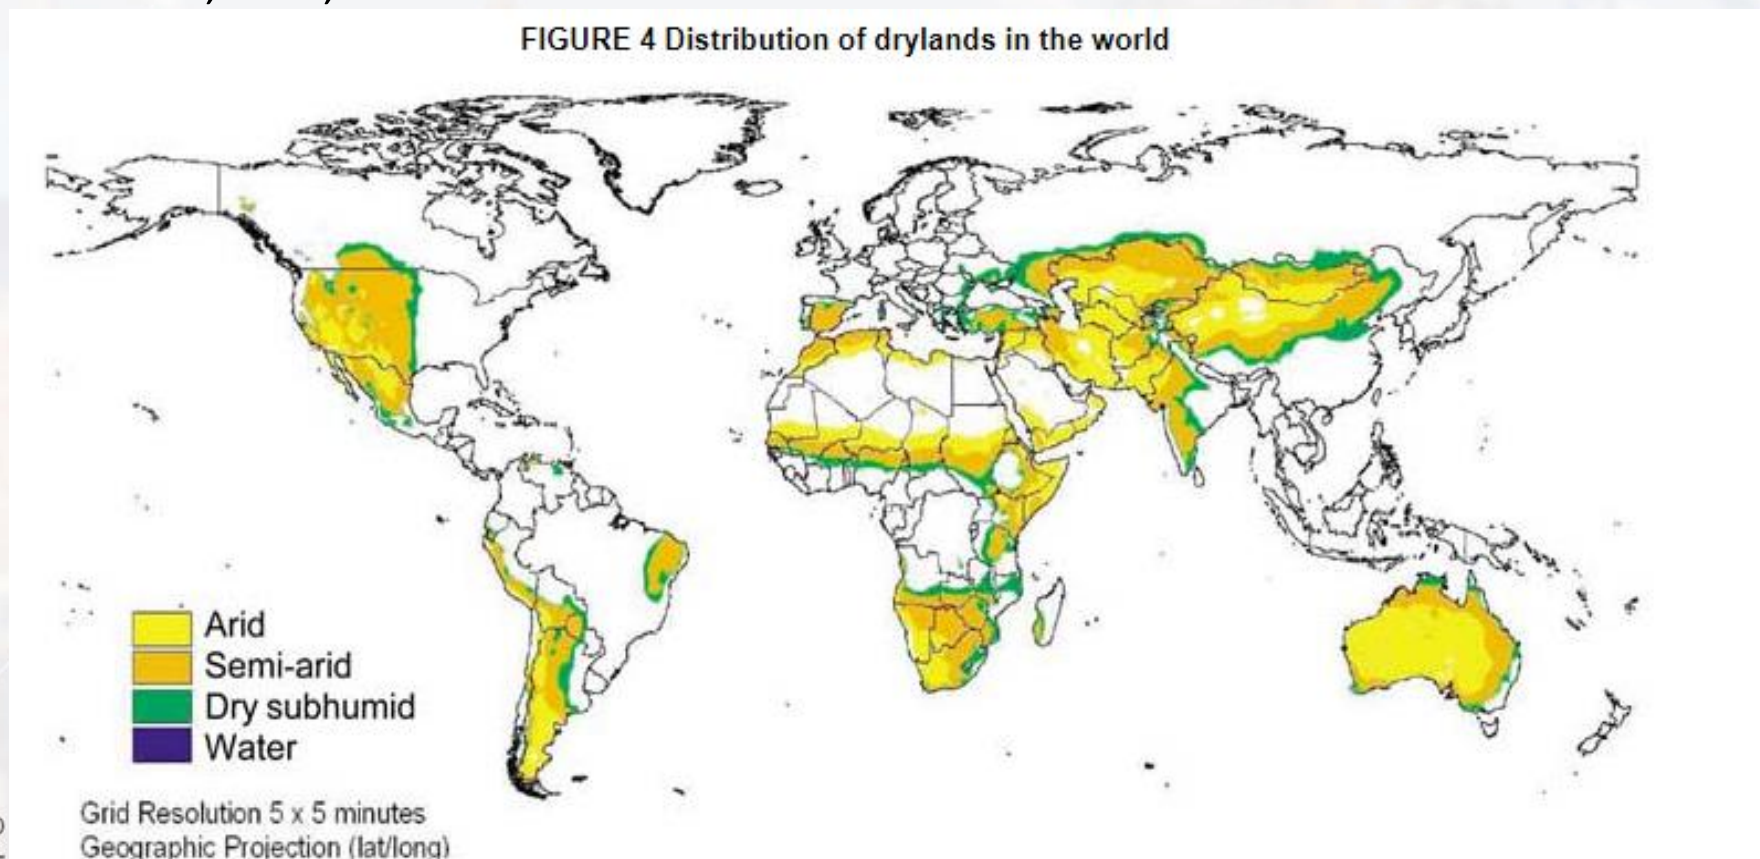 FIGURE 4 Distribution of drylands in the world
Arid
Semi-arid
Dry subhumid
Water
Grid Resolution 5 x 5 minutes
Geographic Projection (lat/long)